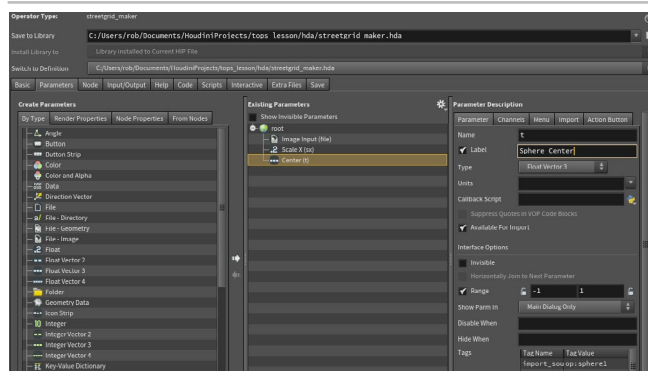 Operator Type: streetgrid_maker
Save to Library C:/Users/rob/Documents/HoudiniProjects/tops_lesson/hda/streetgrid_maker.hda
Install Library to Library installed to Current HIP File
Switch to Definition C:/Users/rob/Documents/HoudiniProjects/tops_lesson/hda/streetgrid_maker.hda
Basic Parameters Node Input/Output Help Code Scripts Interactive Extra Files Save
Create Parameters
By Type Render Properties Node Properties From Nodes
Angle
Button
Button Strip
Color
Color and Alpha
Data
Direction Vector
File
File - Directory
File - Geometry
File - Image
Float
Float Vector 2
Float Vector 3
Float Vector 4
Folder
Geometry Data
Icon Strip
Integer
Integer Vector 2
Integer Vector 3
Integer Vector 4
Key-Value Dictionary
Existing Parameters
Show Invisible Parameters
root
Image Input (file)
Scale X (sx)
Center (t)
Parameter Description
Parameter Channels Menu Import Action Button
Name t
Label Sphere Center
Type Float Vector 3
Units
Callback Script
Suppress Quotes in VOP Code Blocks
Available For Import
Interface Options
Invisible
Horizontally Join to Next Parameter
Range -1 1
Show Parm In Main Dialog Only
Disable When
Hide When
Tags Tag Name Tag Value
import_sou op:sphere1